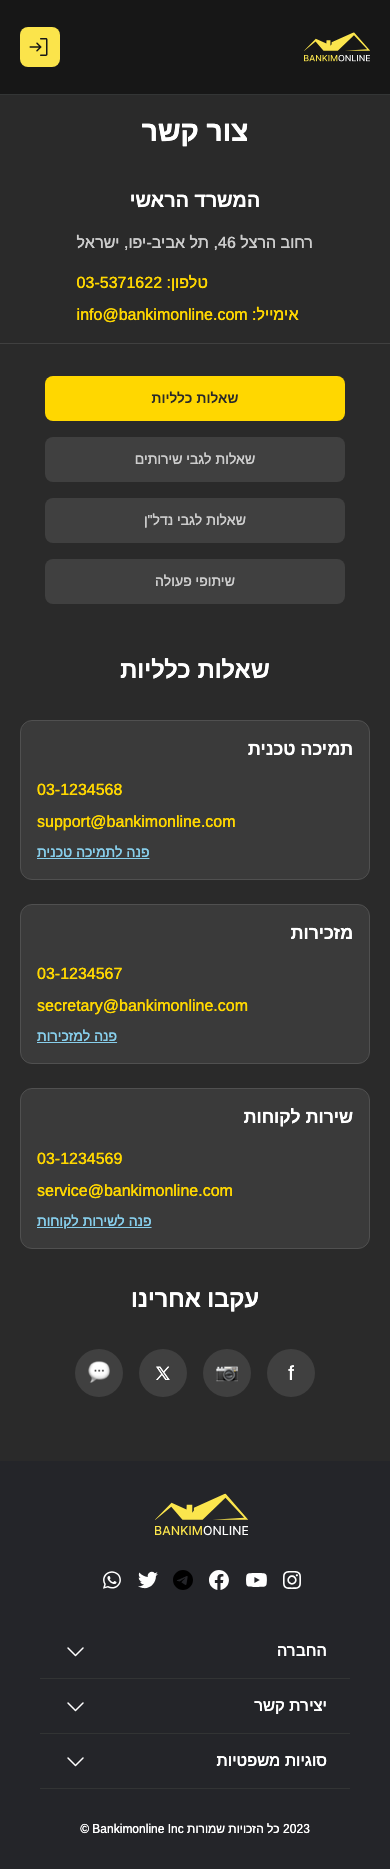 BANKIMONLINE
צור קשר
המשרד הראשי
רחוב הרצל 46, תל אביב-יפו, ישראל
טלפון: 03-5371622
אימייל: info@bankimonline.com
שאלות כלליות
שאלות לגבי שירותים
שאלות לגבי נדל"ן
שיתופי פעולה
שאלות כלליות
תמיכה טכנית
03-1234568
support@bankimonline.com
פנה לתמיכה טכנית
מזכירות
03-1234567
secretary@bankimonline.com
פנה למזכירות
שירות לקוחות
03-1234569
service@bankimonline.com
פנה לשירות לקוחות
עקבו אחרינו
f 𝕏
BANKIMONLINE
החברה
יצירת קשר
סוגיות משפטיות
2023 כל הזכויות שמורות Bankimonline Inc ©